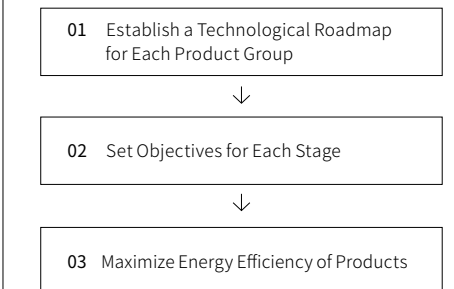 01 Establish a Technological Roadmap
for Each Product Group
02 Set Objectives for Each Stage
03 Maximize Energy Efficiency of Products